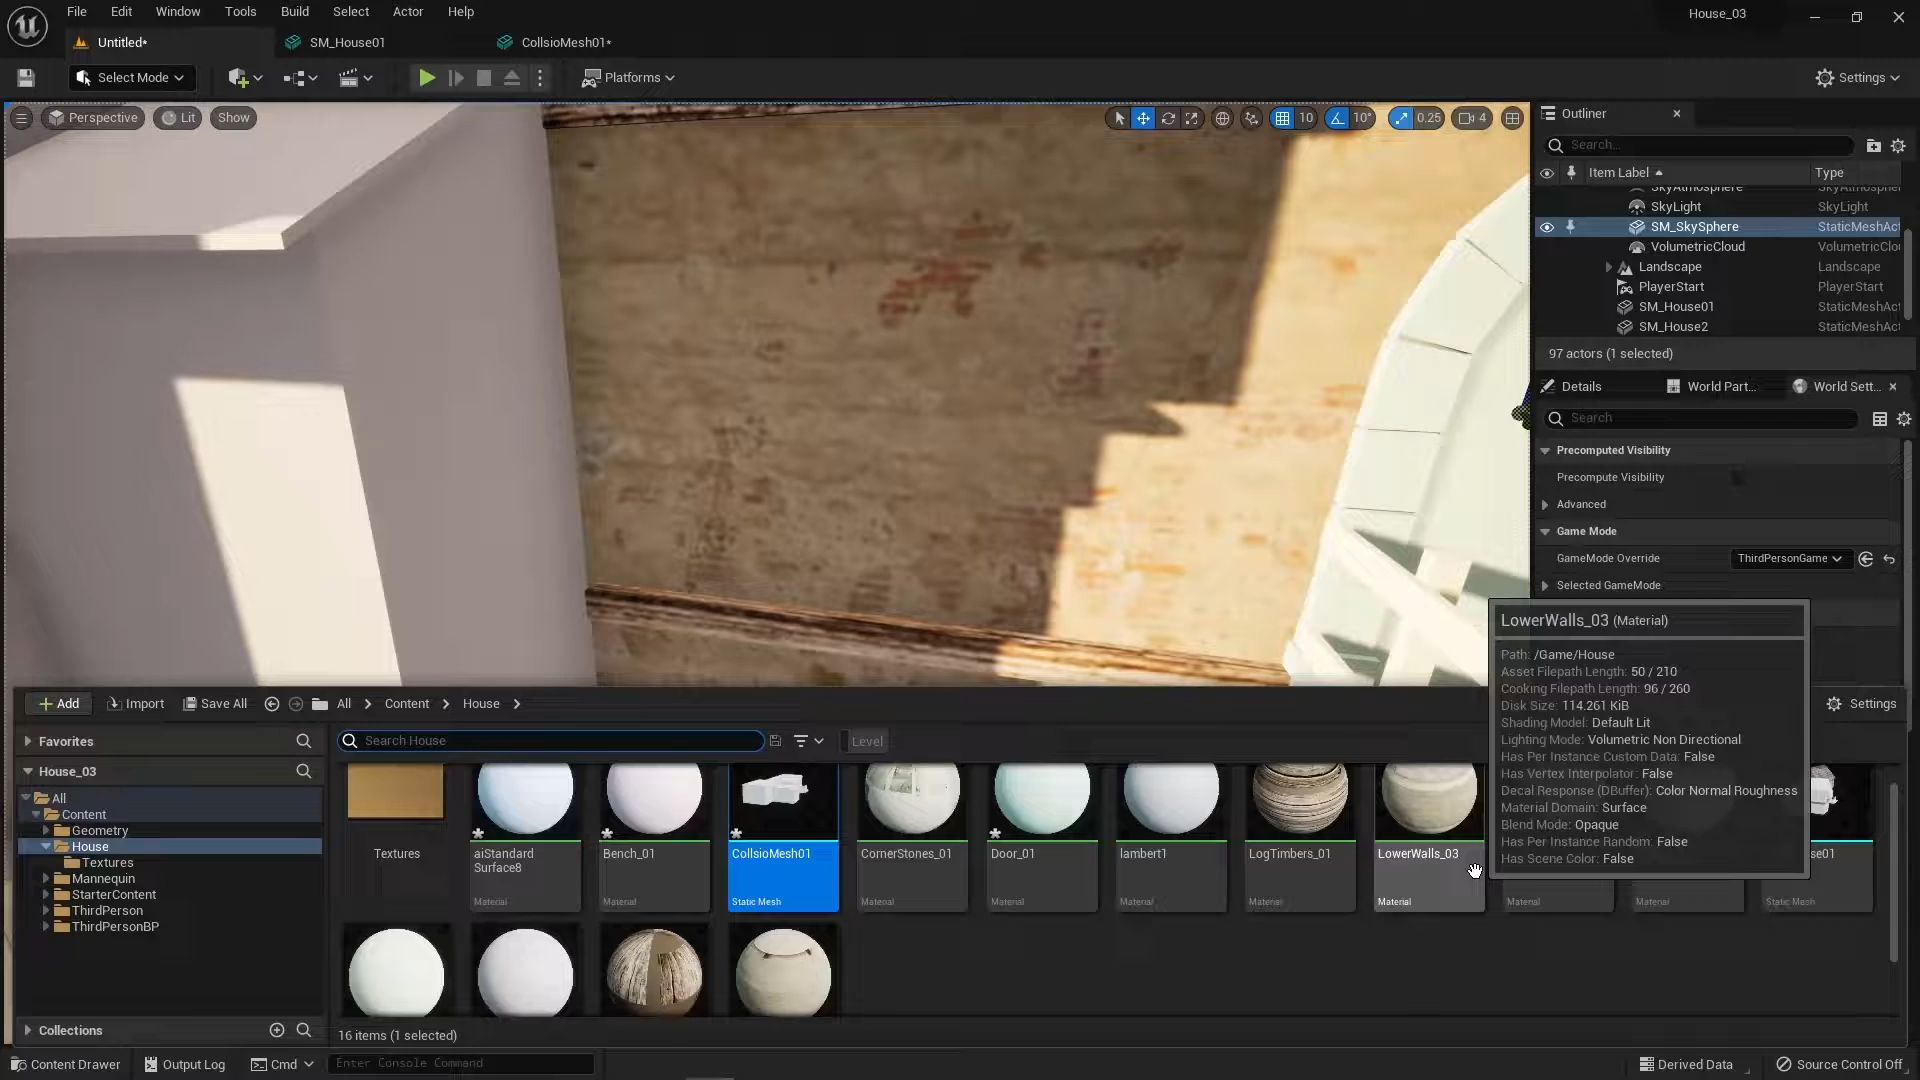 File Edit Window Tools Build Select Actor Help
House_03
Untitled*
SM_House01
CollsioMesh01*
Select Mode
Platforms
Settings
Perspective
Lit
Show
10
10°
0.25
4
Outliner
Search...
Item Label
Type
SkyAtmosphere
SkyLight
SkyLight
SM_SkySphere
StaticMeshAct
VolumetricCloud
VolumetricClou
Landscape
Landscape
PlayerStart
PlayerStart
SM_House01
StaticMeshAct
SM_House2
StaticMeshAct
97 actors (1 selected)
Details
World Part...
World Sett...
Search
Precomputed Visibility
Precompute Visibility
Advanced
Game Mode
GameMode Override
ThirdPersonGame
Selected GameMode
LowerWalls_03 (Material)
Path: /Game/House
Asset Filepath Length: 50 / 210
Cooking Filepath Length: 96 / 260
Disk Size: 114.261 KiB
Shading Model: Default Lit
Lighting Mode: Volumetric Non Directional
Has Per Instance Custom Data: False
Has Vertex Interpolator: False
Decal Response (DBuffer): Color Normal Roughness
Material Domain: Surface
Blend Mode: Opaque
Has Per Instance Random: False
Has Scene Color: False
Add
Import
Save All
All
Content
House
Settings
Favorites
House_03
All
Content
Geometry
House
Textures
Mannequin
StarterContent
ThirdPerson
ThirdPersonBP
Collections
Search House
Level
Textures
aiStandard
Surface8
Material
Bench_01
Material
CollsioMesh01
Static Mesh
CornerStones_01
Material
Door_01
Material
lambert1
Material
LogTimbers_01
Material
LowerWalls_03
Material
Material
Material
se01
Static Mesh
16 items (1 selected)
Content Drawer
Output Log
Cmd
Enter Console Command
Derived Data
Source Control Off